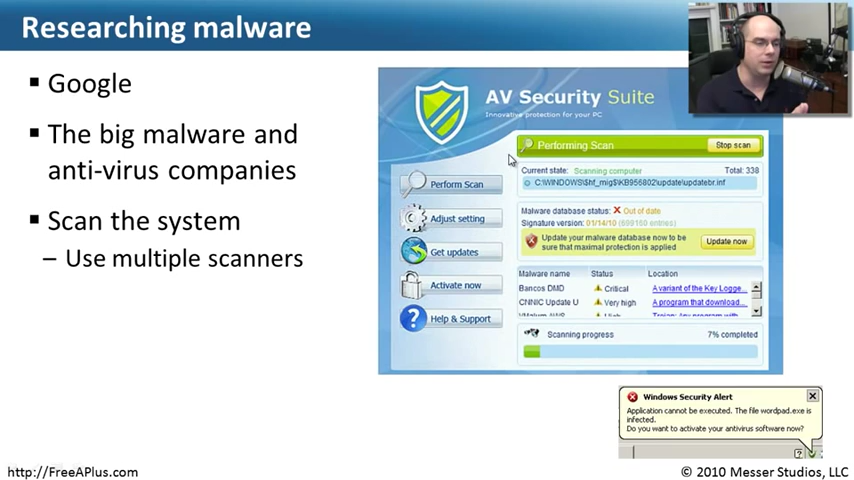 Researching malware
▪ Google
▪ The big malware and
anti-virus companies
▪ Scan the system
– Use multiple scanners
AV Security Suite
Innovative protection for your PC
Performing Scan
Stop scan
Current state: Scanning computer Total: 338
C:\WINDOWS\$hf_mig$\KB956802\update\updatebr.inf
Perform Scan
Adjust setting
Get updates
Activate now
Help & Support
Malware database status: Out of date
Signature version: 01/14/10 (699160 entries)
Update your malware database now to be
sure that maximal protection is applied
Update now
Malware name Status Location
Bancos DMD Critical A variant of the Key Logge...
CNNIC Update U Very high A program that download...
Scanning progress 7% completed
Windows Security Alert
Application cannot be executed. The file wordpad.exe is
infected.
Do you want to activate your antivirus software now?
http://FreeAPlus.com
© 2010 Messer Studios, LLC